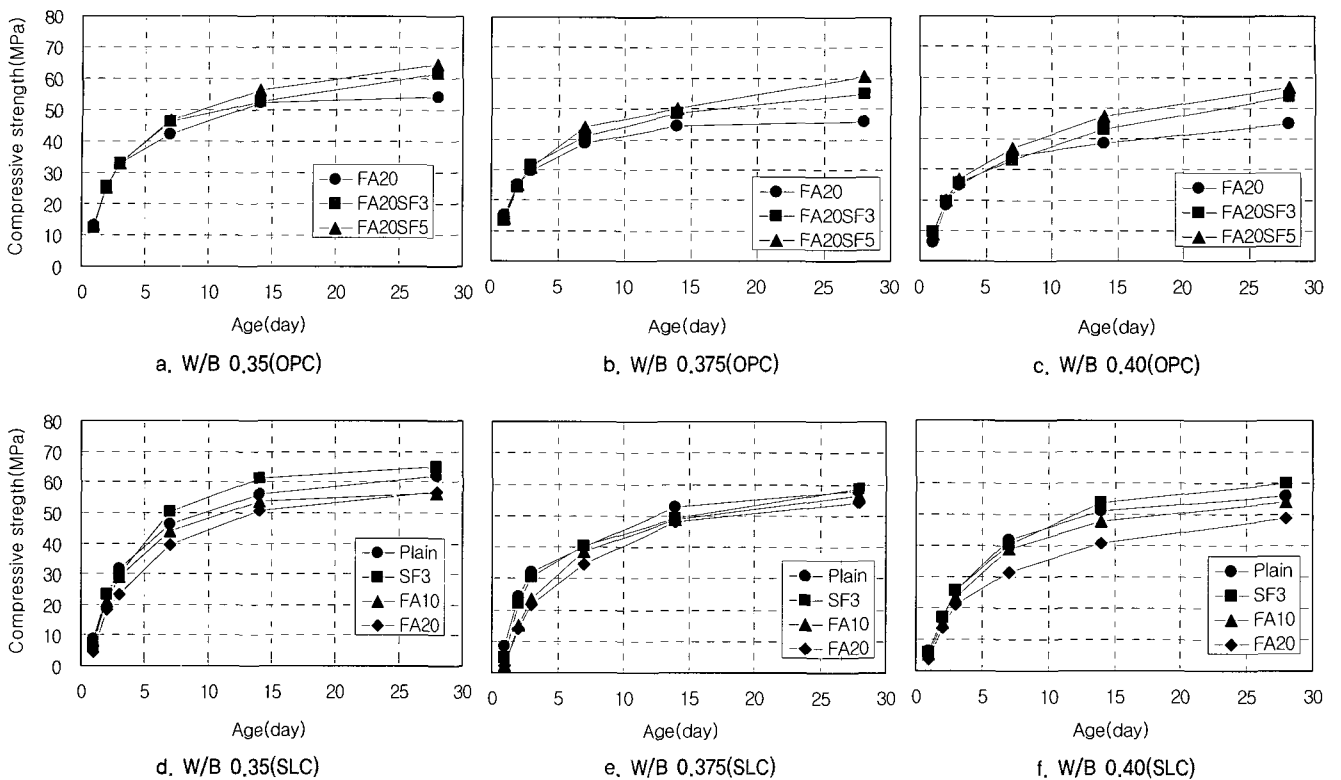 Compressive strength(MPa)
80
70
60
50
40
30
20
10
0
FA20
FA20SF3
FA20SF5
0 5 10 15 20 25 30
Age(day)
a. W/B 0.35(OPC)
FA20
FA20SF3
FA20SF5
0 5 10 15 20 25 30
Age(day)
b. W/B 0.375(OPC)
FA20
FA20SF3
FA20SF5
0 5 10 15 20 25 30
Age(day)
c. W/B 0.40(OPC)
Compressive stregth(MPa)
80
70
60
50
40
30
20
10
0
Plain
SF3
FA10
FA20
0 5 10 15 20 25 30
Age(day)
d. W/B 0.35(SLC)
Plain
SF3
FA10
FA20
0 5 10 15 20 25 30
Age(day)
e. W/B 0.375(SLC)
Plain
SF3
FA10
FA20
0 5 10 15 20 25 30
Age(day)
f. W/B 0.40(SLC)